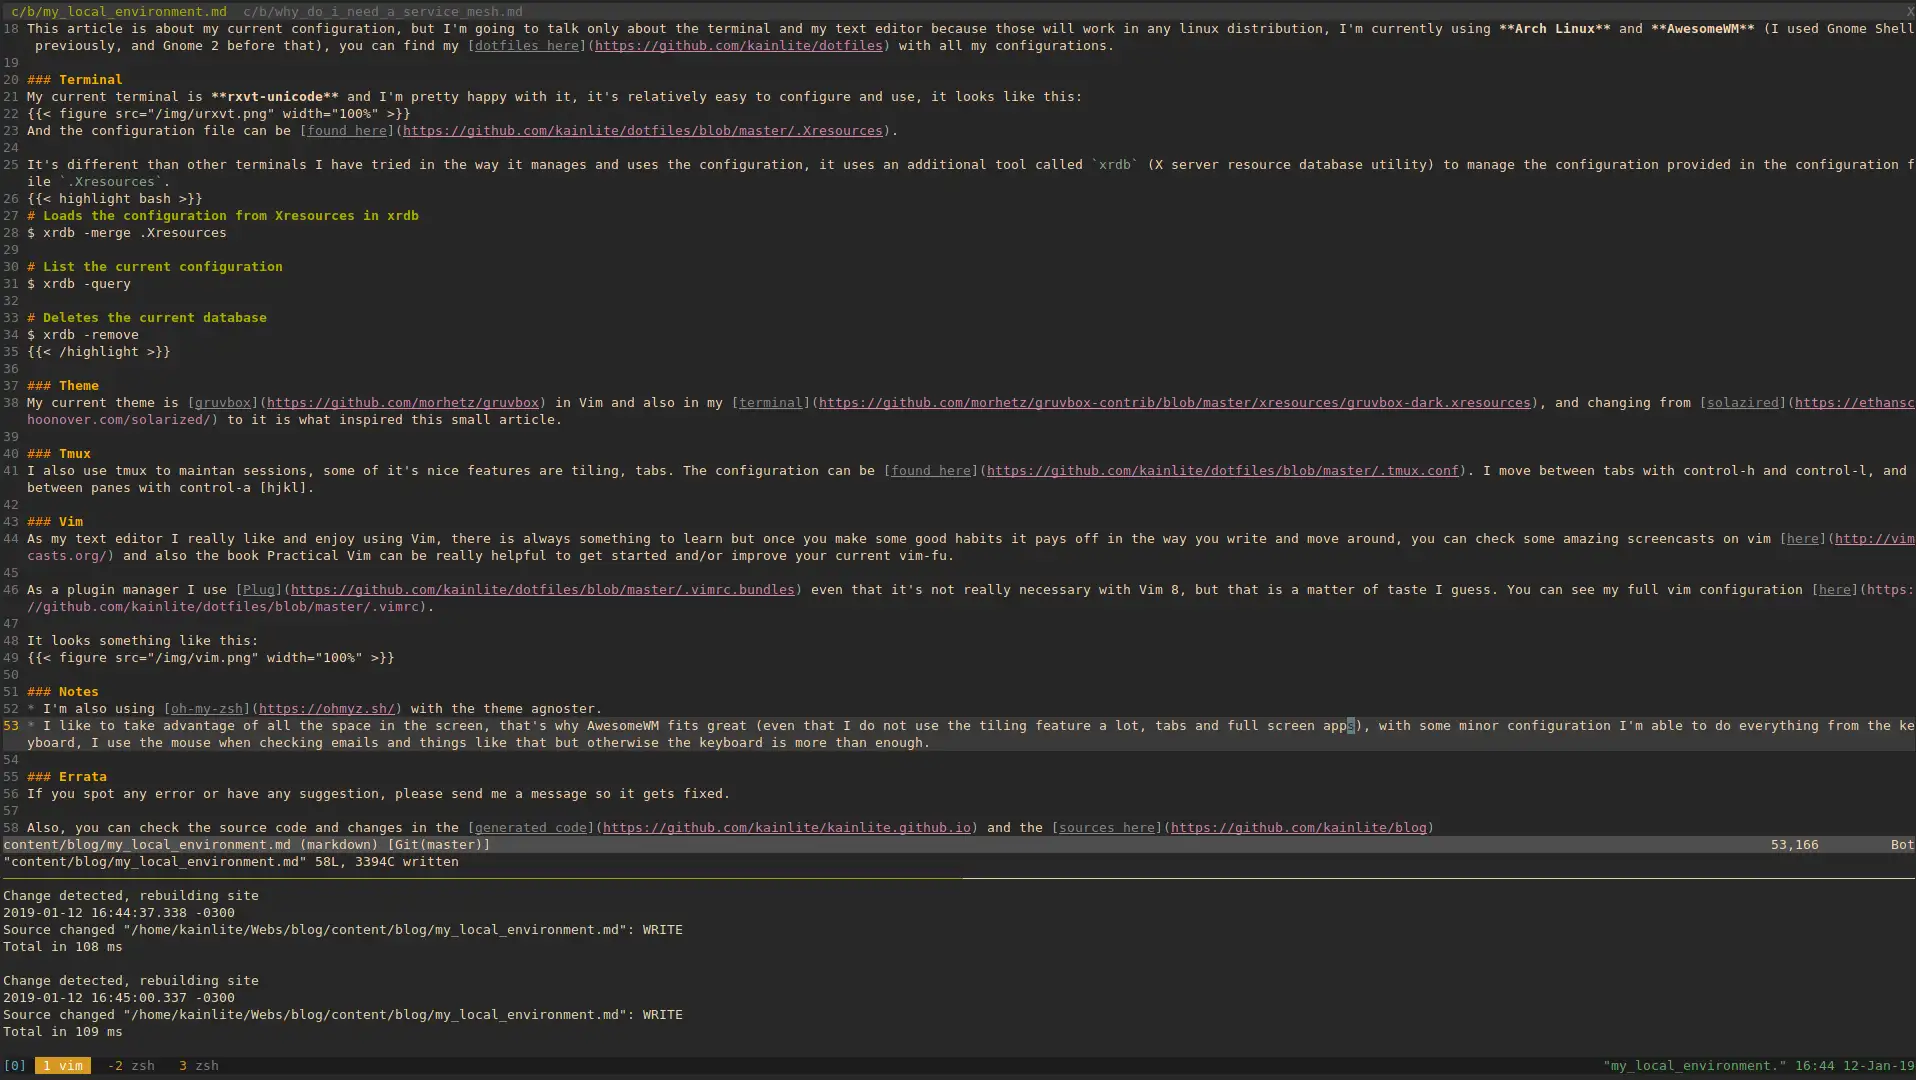 c/b/my_local_environment.md  c/b/why_do_i_need_a_service_mesh.md X
18 This article is about my current configuration, but I'm going to talk only about the terminal and my text editor because those will work in any linux distribution, I'm currently using **Arch Linux** and **AwesomeWM** (I used Gnome Shell
previously, and Gnome 2 before that), you can find my [dotfiles here](https://github.com/kainlite/dotfiles) with all my configurations.
19
20 ### Terminal
21 My current terminal is **rxvt-unicode** and I'm pretty happy with it, it's relatively easy to configure and use, it looks like this:
22 {{< figure src="/img/urxvt.png" width="100%" >}}
23 And the configuration file can be [found here](https://github.com/kainlite/dotfiles/blob/master/.Xresources).
24
25 It's different than other terminals I have tried in the way it manages and uses the configuration, it uses an additional tool called `xrdb` (X server resource database utility) to manage the configuration provided in the configuration f
ile `.Xresources`.
26 {{< highlight bash >}}
27 # Loads the configuration from Xresources in xrdb
28 $ xrdb -merge .Xresources
29
30 # List the current configuration
31 $ xrdb -query
32
33 # Deletes the current database
34 $ xrdb -remove
35 {{< /highlight >}}
36
37 ### Theme
38 My current theme is [gruvbox](https://github.com/morhetz/gruvbox) in Vim and also in my [terminal](https://github.com/morhetz/gruvbox-contrib/blob/master/xresources/gruvbox-dark.xresources), and changing from [solazired](https://ethansc
hoonover.com/solarized/) to it is what inspired this small article.
39
40 ### Tmux
41 I also use tmux to maintan sessions, some of it's nice features are tiling, tabs. The configuration can be [found here](https://github.com/kainlite/dotfiles/blob/master/.tmux.conf). I move between tabs with control-h and control-l, and
between panes with control-a [hjkl].
42
43 ### Vim
44 As my text editor I really like and enjoy using Vim, there is always something to learn but once you make some good habits it pays off in the way you write and move around, you can check some amazing screencasts on vim [here](http://vim
casts.org/) and also the book Practical Vim can be really helpful to get started and/or improve your current vim-fu.
45
46 As a plugin manager I use [Plug](https://github.com/kainlite/dotfiles/blob/master/.vimrc.bundles) even that it's not really necessary with Vim 8, but that is a matter of taste I guess. You can see my full vim configuration [here](https:
//github.com/kainlite/dotfiles/blob/master/.vimrc).
47
48 It looks something like this:
49 {{< figure src="/img/vim.png" width="100%" >}}
50
51 ### Notes
52 * I'm also using [oh-my-zsh](https://ohmyz.sh/) with the theme agnoster.
53 * I like to take advantage of all the space in the screen, that's why AwesomeWM fits great (even that I do not use the tiling feature a lot, tabs and full screen apps), with some minor configuration I'm able to do everything from the ke
yboard, I use the mouse when checking emails and things like that but otherwise the keyboard is more than enough.
54
55 ### Errata
56 If you spot any error or have any suggestion, please send me a message so it gets fixed.
57
58 Also, you can check the source code and changes in the [generated code](https://github.com/kainlite/kainlite.github.io) and the [sources here](https://github.com/kainlite/blog)
content/blog/my_local_environment.md (markdown) [Git(master)] 53,166 Bot
"content/blog/my_local_environment.md" 58L, 3394C written
Change detected, rebuilding site
2019-01-12 16:44:37.338 -0300
Source changed "/home/kainlite/Webs/blog/content/blog/my_local_environment.md": WRITE
Total in 108 ms
Change detected, rebuilding site
2019-01-12 16:45:00.337 -0300
Source changed "/home/kainlite/Webs/blog/content/blog/my_local_environment.md": WRITE
Total in 109 ms
[0] 1 vim -2 zsh 3 zsh "my_local_environment." 16:44 12-Jan-19